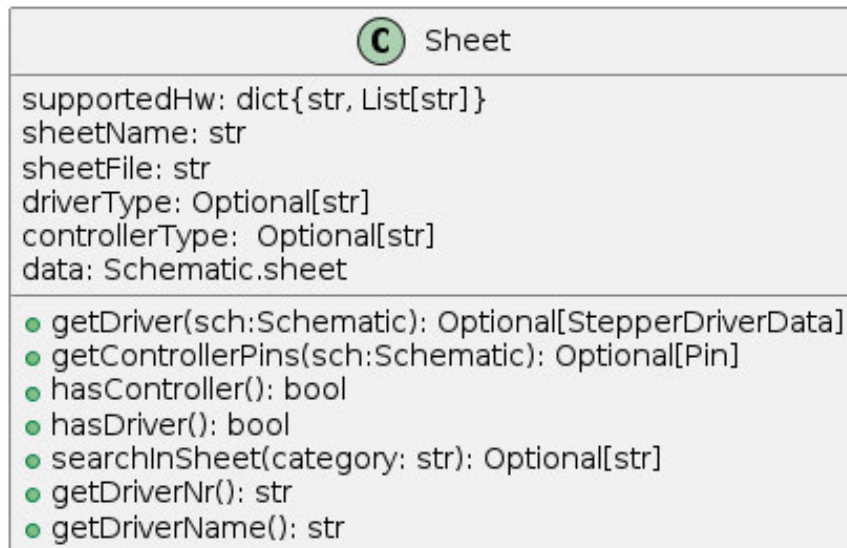 C Sheet
supportedHw: dict{str, List[str]}
sheetName: str
sheetFile: str
driverType: Optional[str]
controllerType:  Optional[str]
data: Schematic.sheet
getDriver(sch:Schematic): Optional[StepperDriverData]
getControllerPins(sch:Schematic): Optional[Pin]
hasController(): bool
hasDriver(): bool
searchInSheet(category: str): Optional[str]
getDriverNr(): str
getDriverName(): str